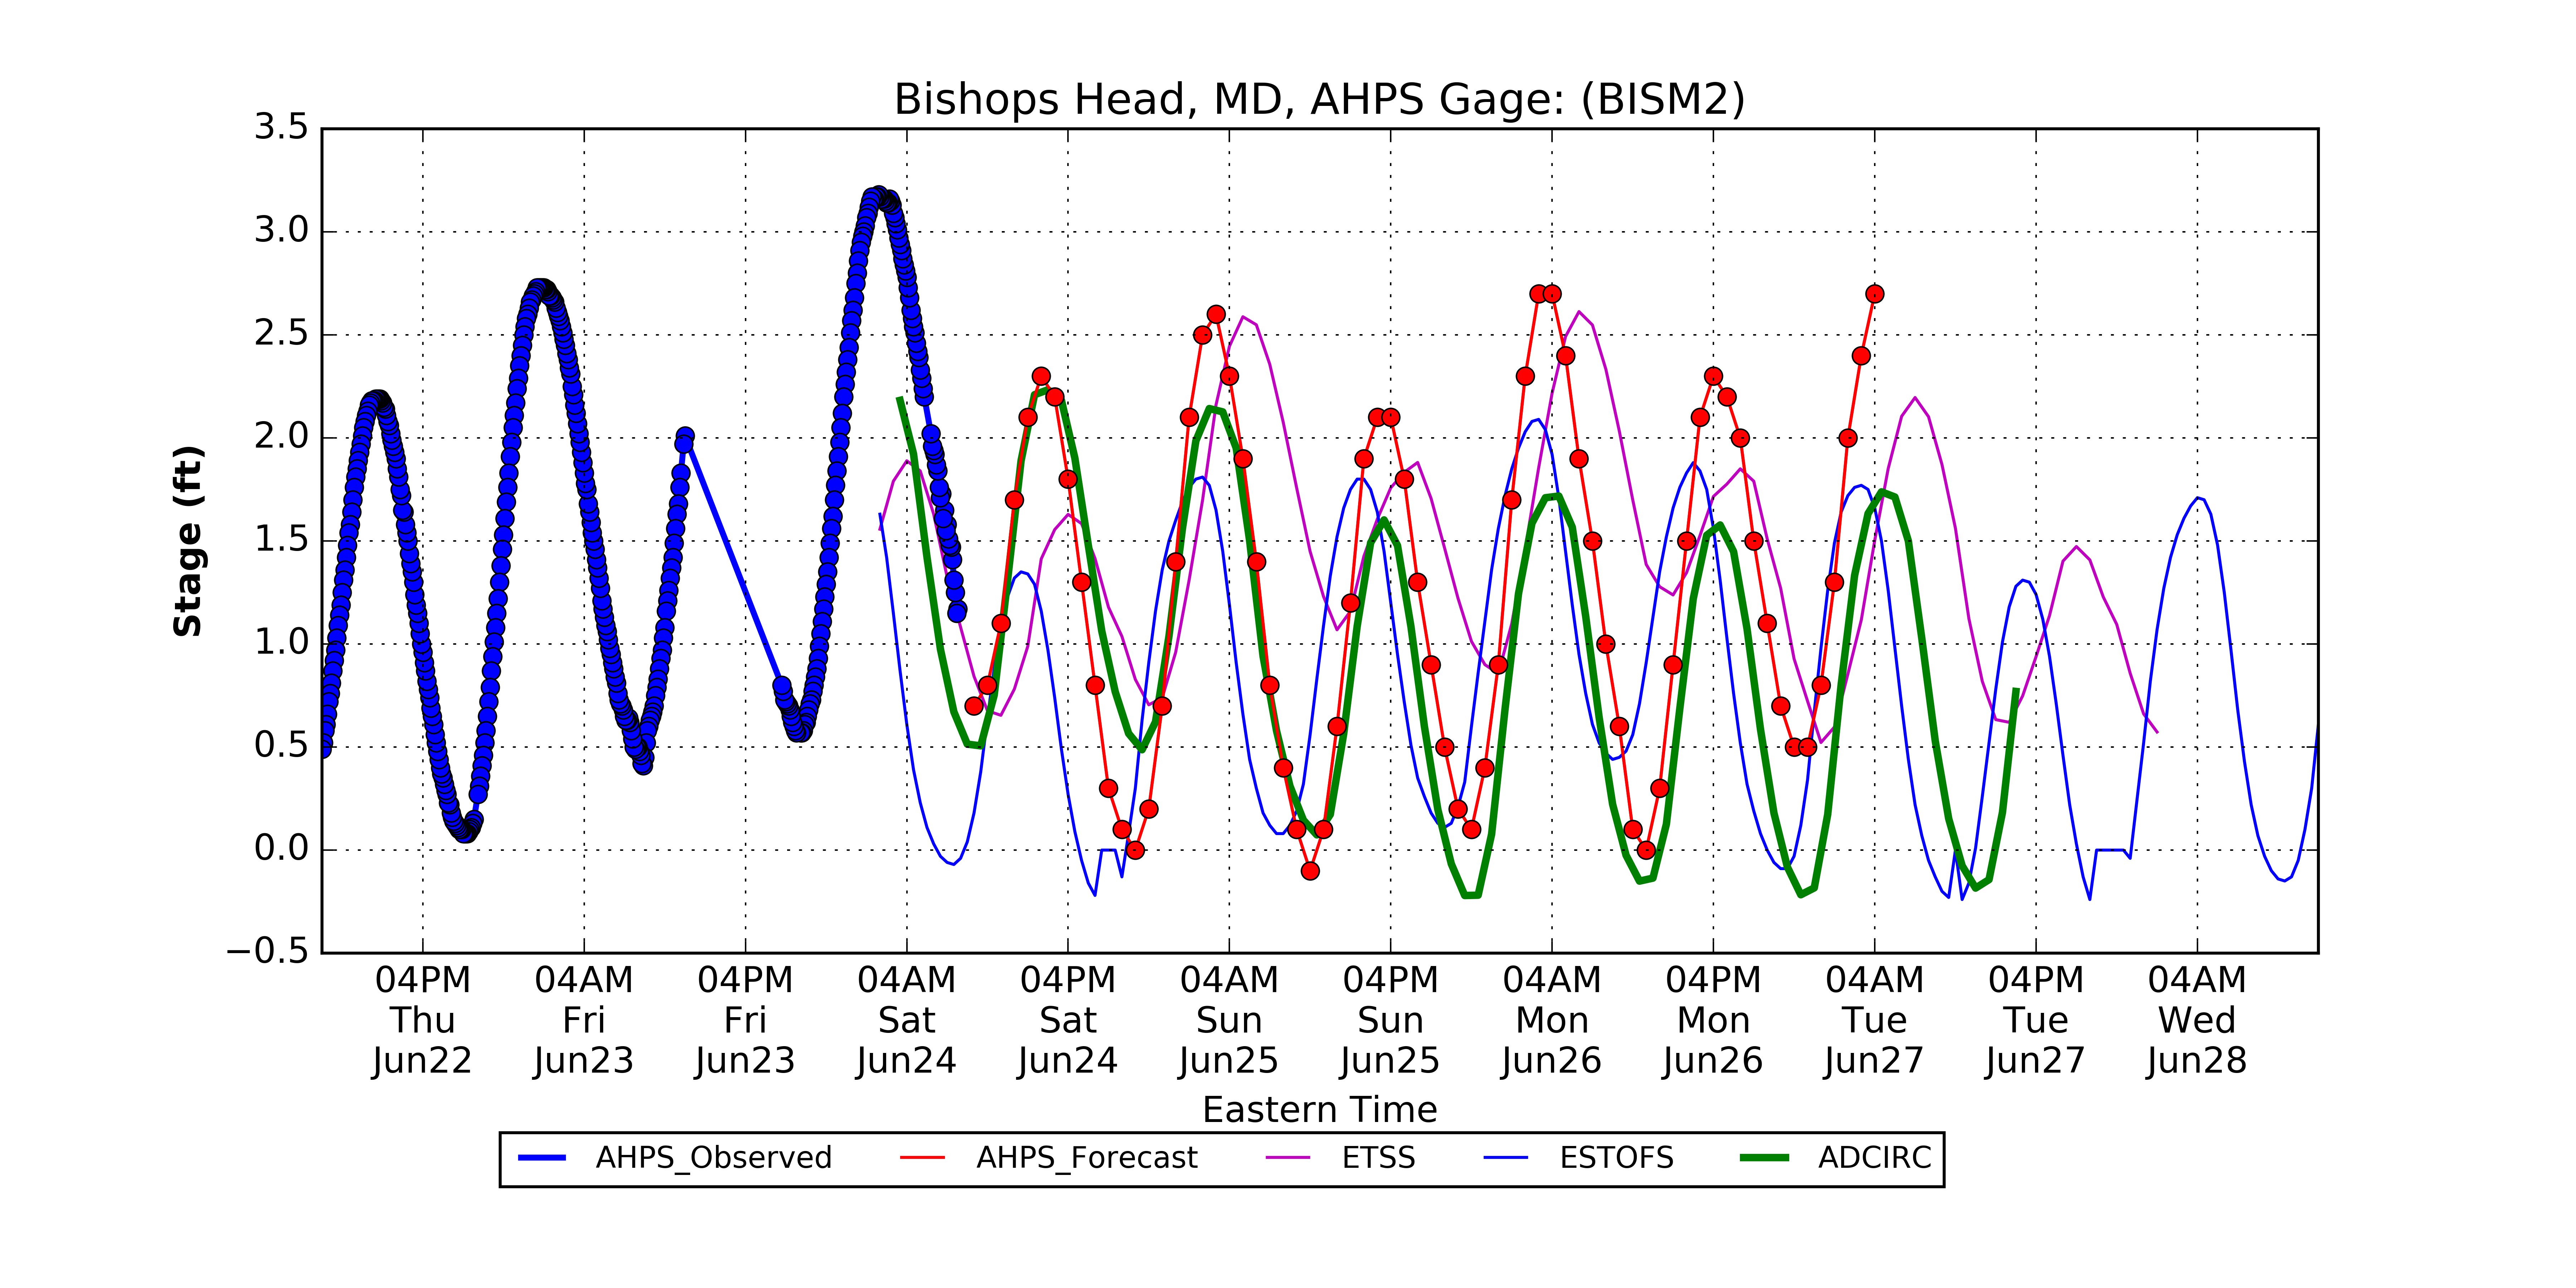 Bishops Head, MD, AHPS Gage: (BISM2)
3.5
3.0
2.5
2.0
1.5
1.0
0.5
0.0
−0.5
Stage (ft)
04PM 04AM 04PM 04AM 04PM 04AM 04PM 04AM 04PM 04AM 04PM 04AM
Thu Fri Fri Sat Sat Sun Sun Mon Mon Tue Tue Wed
Jun22 Jun23 Jun23 Jun24 Jun24 Jun25 Jun25 Jun26 Jun26 Jun27 Jun27 Jun28
Eastern Time
AHPS_Observed AHPS_Forecast ETSS ESTOFS ADCIRC